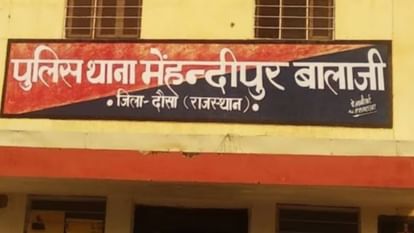 पुलिस थाना मेंहन्दीपुर बालाजी
जिला-दौसा (राजस्थान)